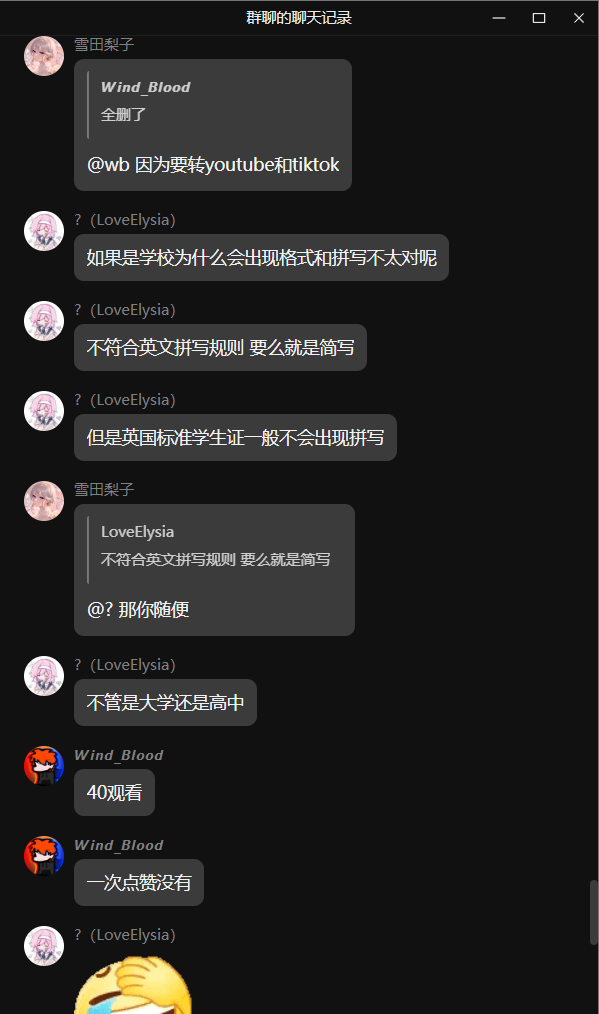 群聊的聊天记录
雪田梨子
Wind_Blood
全删了
@wb 因为要转youtube和tiktok
?（LoveElysia）
如果是学校为什么会出现格式和拼写不太对呢
?（LoveElysia）
不符合英文拼写规则 要么就是简写
?（LoveElysia）
但是英国标准学生证一般不会出现拼写
雪田梨子
LoveElysia
不符合英文拼写规则 要么就是简写
@? 那你随便
?（LoveElysia）
不管是大学还是高中
Wind_Blood
40观看
Wind_Blood
一次点赞没有
?（LoveElysia）